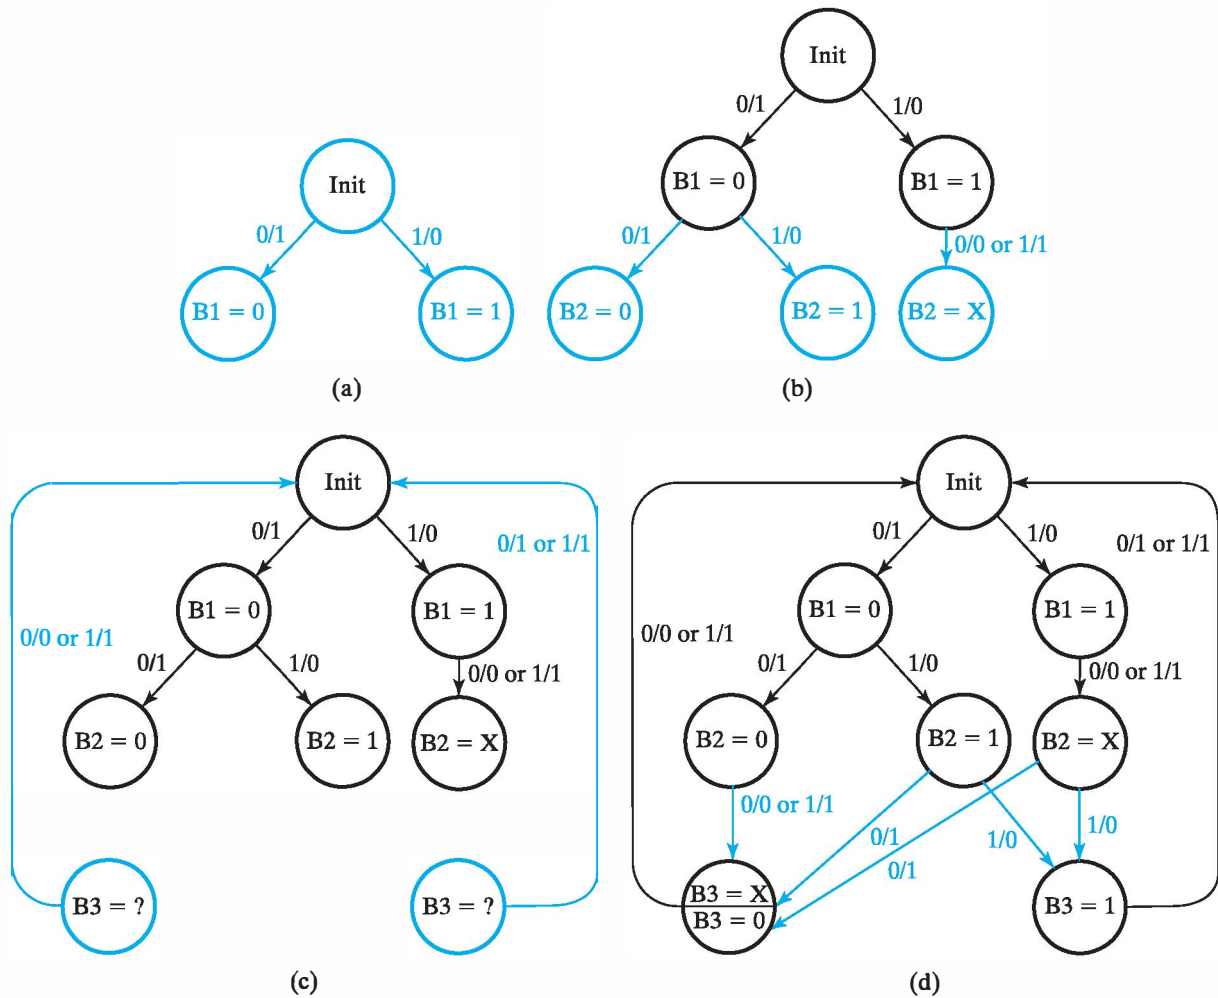 Init
0/1 1/0
B1 = 0 B1 = 1
(a)
Init
0/1 1/0
B1 = 0 B1 = 1
0/1 1/0 0/0 or 1/1
B2 = 0 B2 = 1 B2 = X
(b)
Init
0/1 1/0 0/1 or 1/1
B1 = 0 B1 = 1
0/0 or 1/1
0/1 1/0 0/0 or 1/1
B2 = 0 B2 = 1 B2 = X
B3 = ? B3 = ?
(c)
Init
0/1 1/0 0/1 or 1/1
B1 = 0 B1 = 1
0/0 or 1/1
0/1 1/0 0/0 or 1/1
B2 = 0 B2 = 1 B2 = X
0/0 or 1/1 0/1 1/0 1/0
0/1
B3 = X
B3 = 0 B3 = 1
(d)